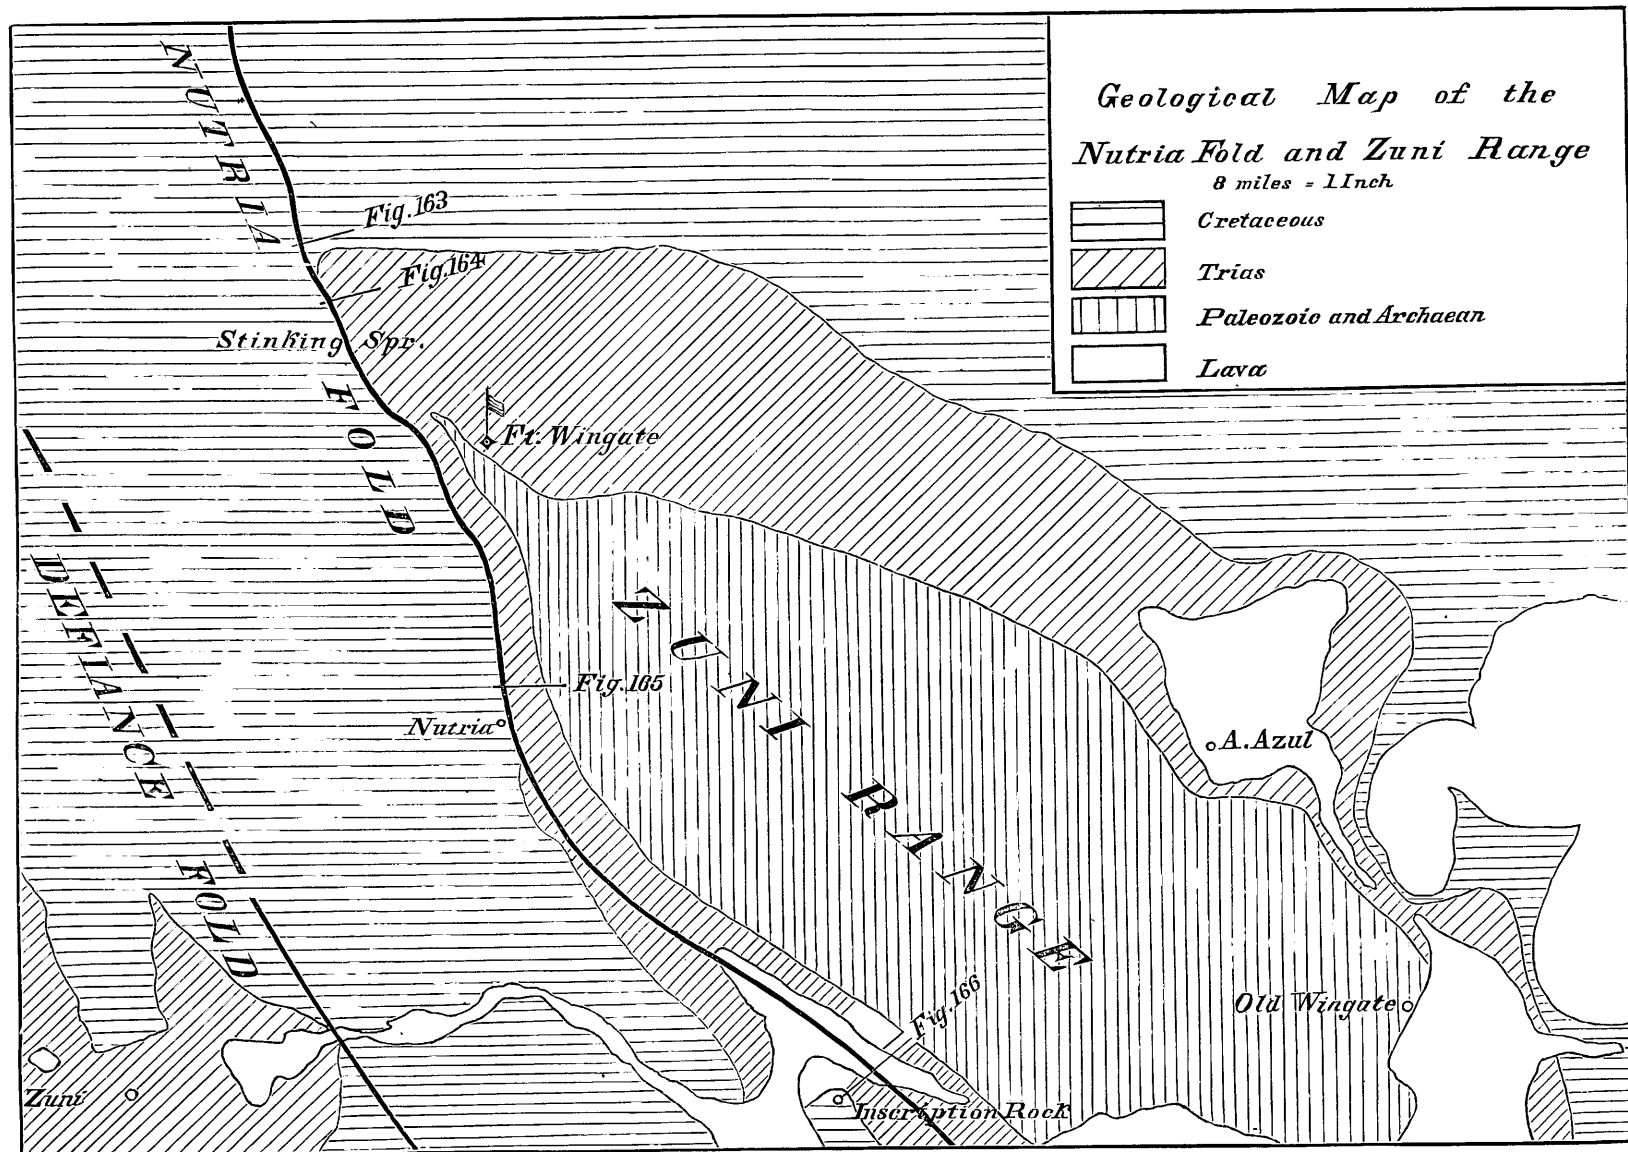 Geological Map of the
Nutria Fold and Zuni Range
8 miles = 1 Inch
Cretaceous
Trias
Paleozoic and Archaean
Lava
NUTRIA
FOLD
Fig. 163
Fig. 164
Stinking Spr.
Ft. Wingate
DEFIANCE
FOLD
ZUNI RANGE
Fig. 165
Nutria
A. Azul
Fig. 166
Old Wingate
Zuni
Inscription Rock